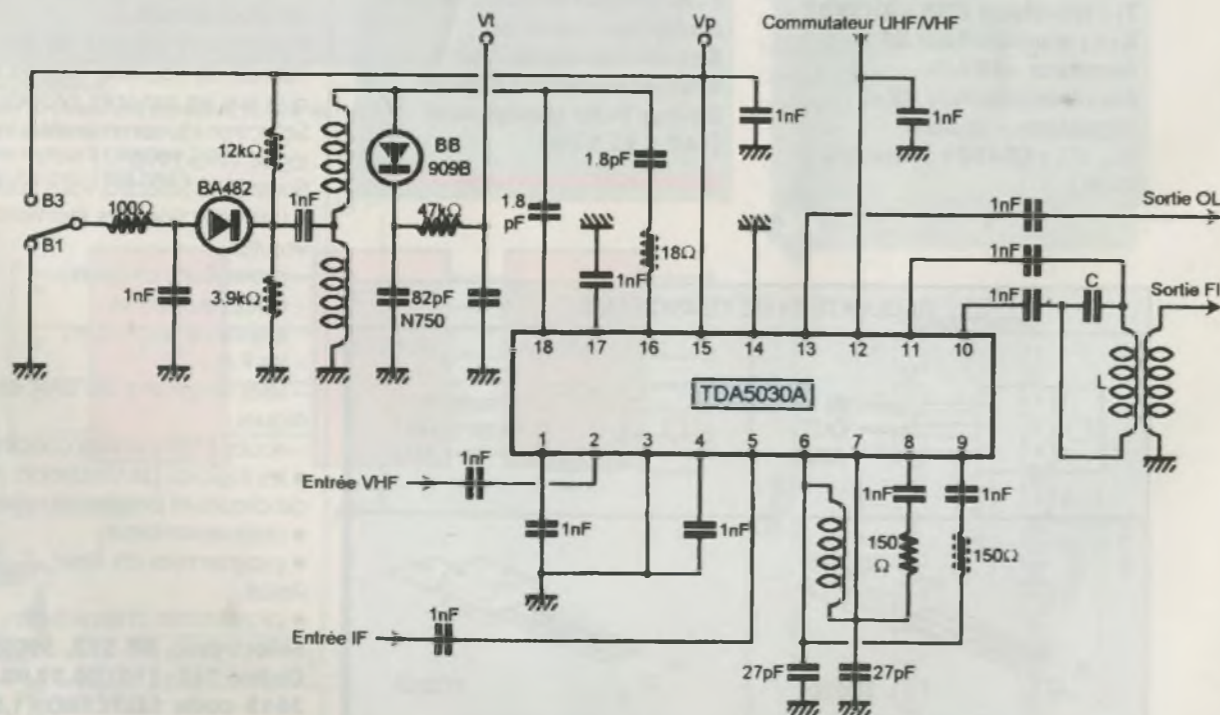 Vt
Vp
Commutateur UHF/VHF
12kΩ
BA482
1nF
100Ω
B3
B1
1nF
3.9kΩ
BB
909B
47kΩ
82pF
N750
1.8
pF
1nF
1.8pF
18Ω
1nF
1nF
1nF
Sortie OL
1nF
1nF
C
Sortie FI
L
18
17
16
15
14
13
12
11
10
TDA5030A
1
2
3
4
5
6
7
8
9
Entrée VHF
1nF
1nF
1nF
1nF
1nF
150
Ω
150Ω
Entrée IF
1nF
27pF
27pF